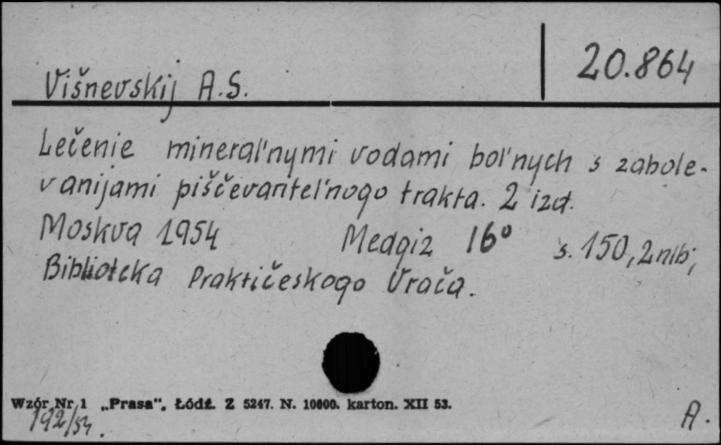 20.864
Višnevskij A.S.
Lečenie mineral'nymi vodami bol'nych s zabole-
vanijami piščevaritel'nogo trakta. 2 izd.
Moskva 1954 Medgiz 16° s. 150, 2 nlb;
Biblioteka Praktičeskogo Vrača.
Wzór Nr 1 „Prasa“, Łódź. Z 5247. N. 10000. karton. XII 53.
192/54. A.